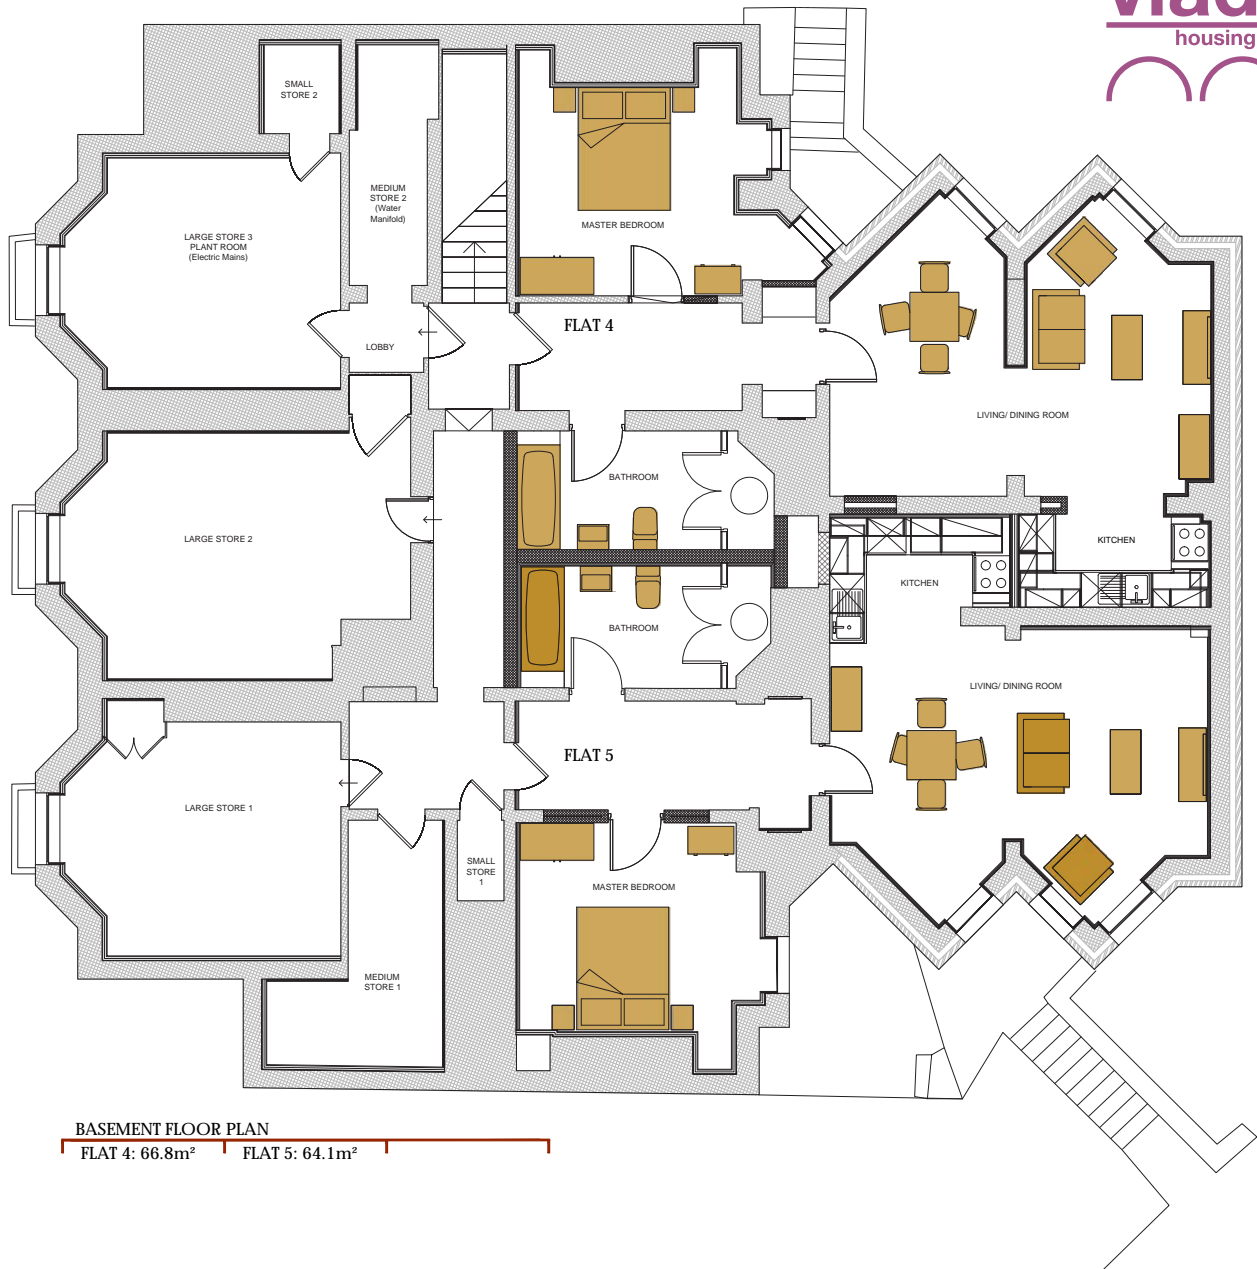 housing
SMALL
STORE 2
MEDIUM
STORE 2
(Water
Manifold)
LARGE STORE 3
PLANT ROOM
(Electric Mains)
MASTER BEDROOM
FLAT 4
LOBBY
LIVING/ DINING ROOM
BATHROOM
LARGE STORE 2
KITCHEN
KITCHEN
BATHROOM
LIVING/ DINING ROOM
FLAT 5
LARGE STORE 1
SMALL
STORE
1
MASTER BEDROOM
MEDIUM
STORE 1
BASEMENT FLOOR PLAN
FLAT 4: 66.8m² FLAT 5: 64.1m²